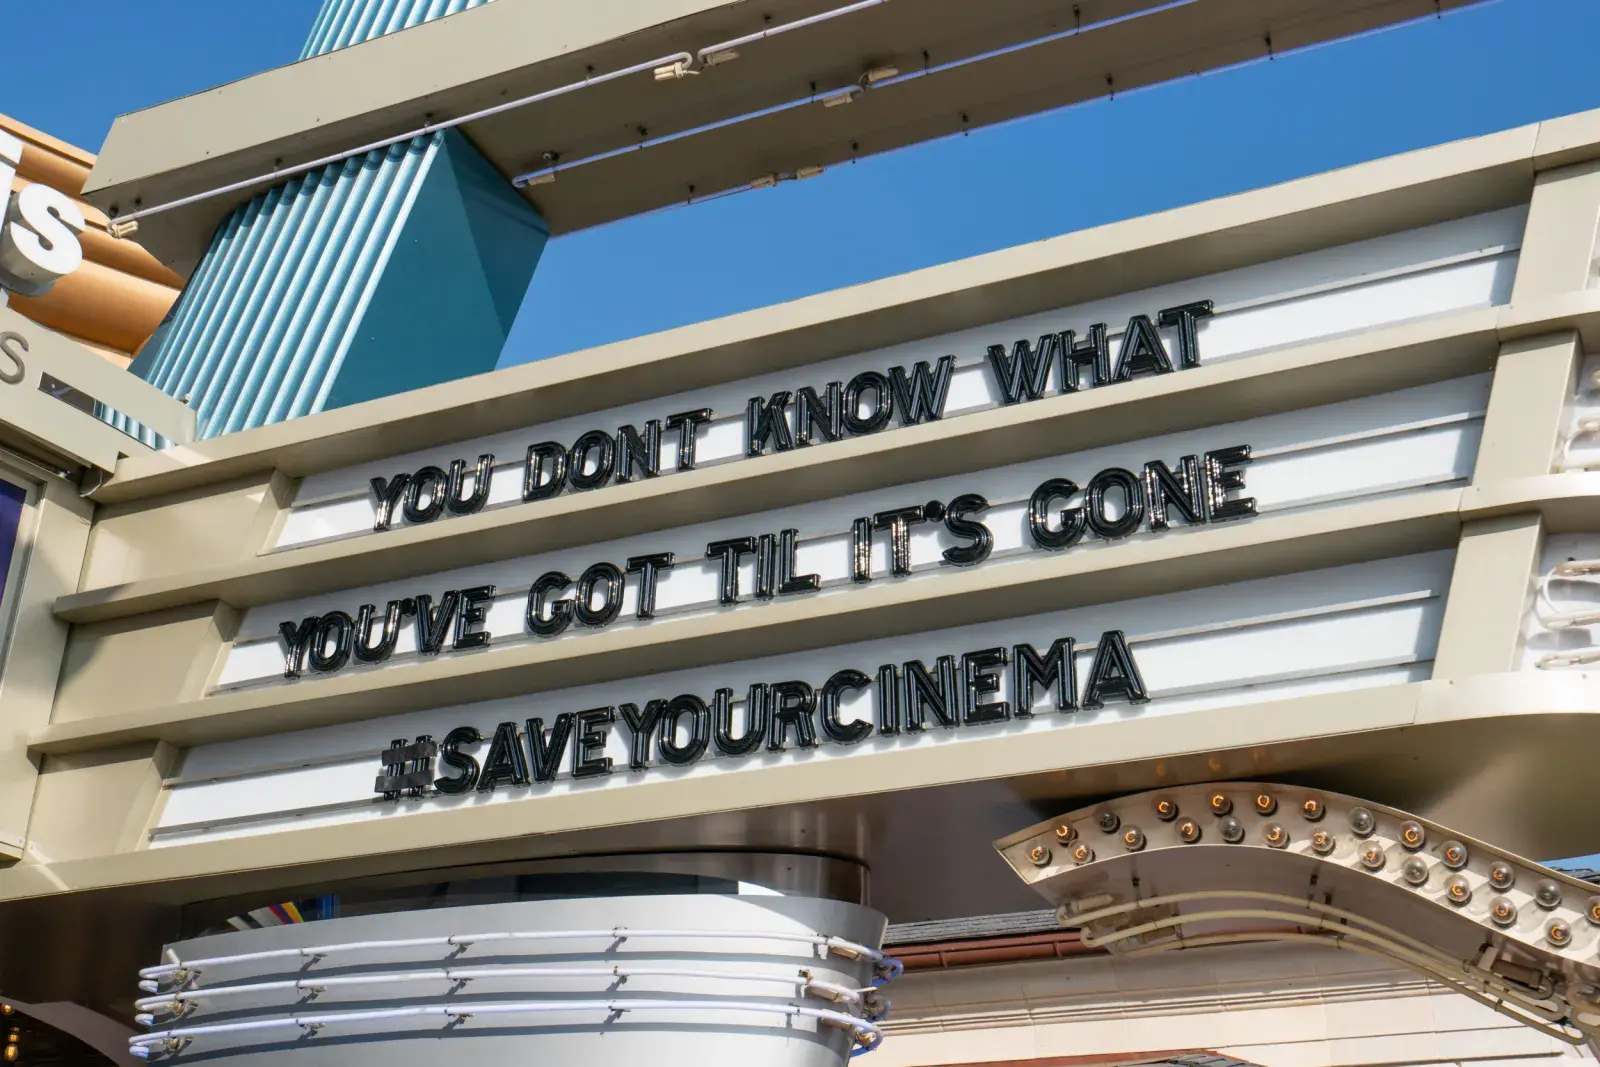 S
S
YOU DONT KNOW WHAT
YOU'VE GOT TIL IT'S GONE
#SAVEYOURCINEMA